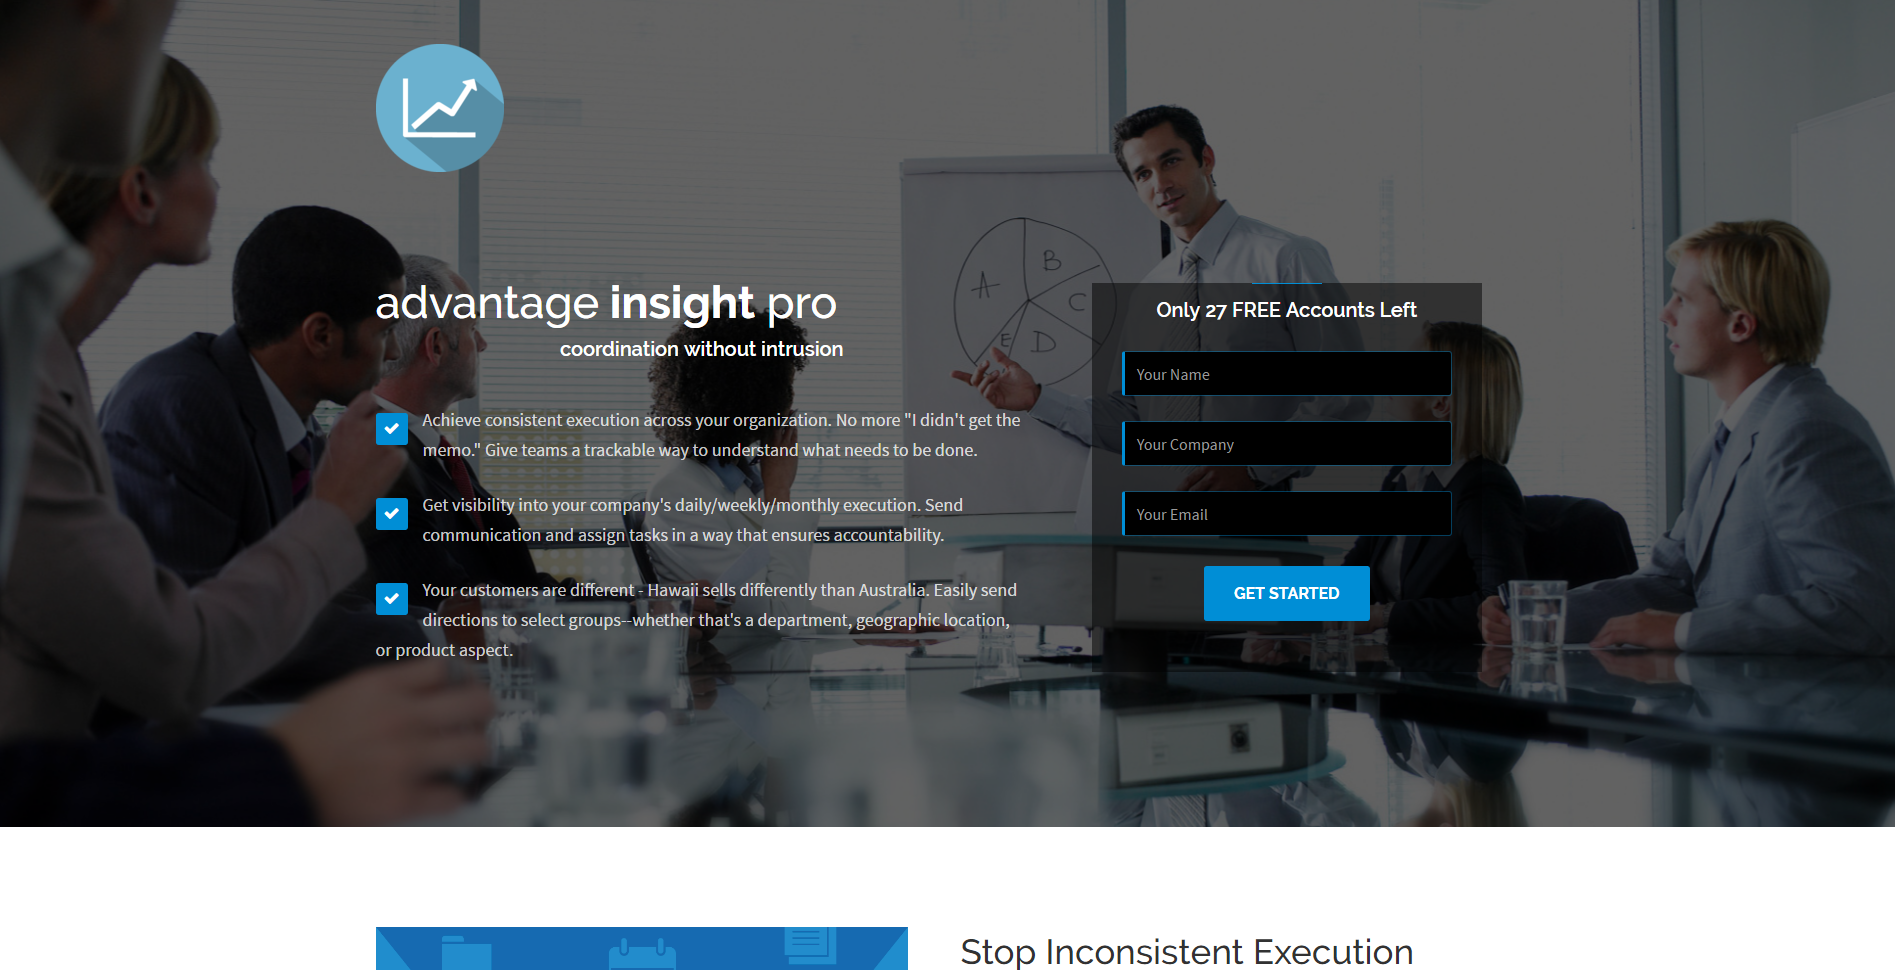 advantage insight pro
coordination without intrusion
Achieve consistent execution across your organization. No more "I didn't get the
memo." Give teams a trackable way to understand what needs to be done.
Get visibility into your company's daily/weekly/monthly execution. Send
communication and assign tasks in a way that ensures accountability.
Your customers are different - Hawaii sells differently than Australia. Easily send
directions to select groups--whether that's a department, geographic location,
or product aspect.
A
B
C
D
E
Only 27 FREE Accounts Left
Your Name
Your Company
Your Email
GET STARTED
Stop Inconsistent Execution